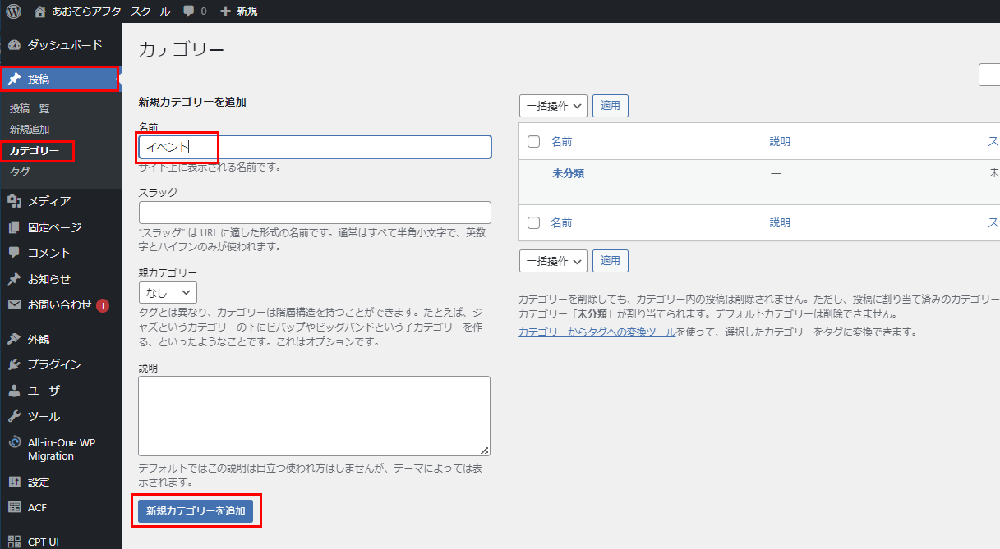 あおぞらアフタースクール 0 新規
ダッシュボード
投稿
投稿一覧
新規追加
カテゴリー
タグ
メディア
固定ページ
コメント
お知らせ
お問い合わせ 1
外観
プラグイン
ユーザー
ツール
All-in-One WP
Migration
設定
ACF
CPT UI
カテゴリー
新規カテゴリーを追加
名前
イベント
サイト上に表示される名前です。
スラッグ
“スラッグ” は URL に適した形式の名前です。通常はすべて半角小文字で、英数
字とハイフンのみが使われます。
親カテゴリー
なし
タグとは異なり、カテゴリーは階層構造を持つことができます。たとえば、ジ
ャズというカテゴリーの下にビバップやビッグバンドという子カテゴリーを作
る、といったようなことです。これはオプションです。
説明
デフォルトではこの説明は目立つ使われ方はしませんが、テーマによっては表
示されます。
新規カテゴリーを追加
一括操作 適用
名前 説明 ス
未分類 — 未
名前 説明 ス
一括操作 適用
カテゴリーを削除しても、カテゴリー内の投稿は削除されません。ただし、投稿に割り当て済みのカテゴリー
カテゴリー「未分類」が割り当てられます。デフォルトカテゴリーは削除できません。
カテゴリーからタグへの変換ツールを使って、選択したカテゴリーをタグに変換できます。